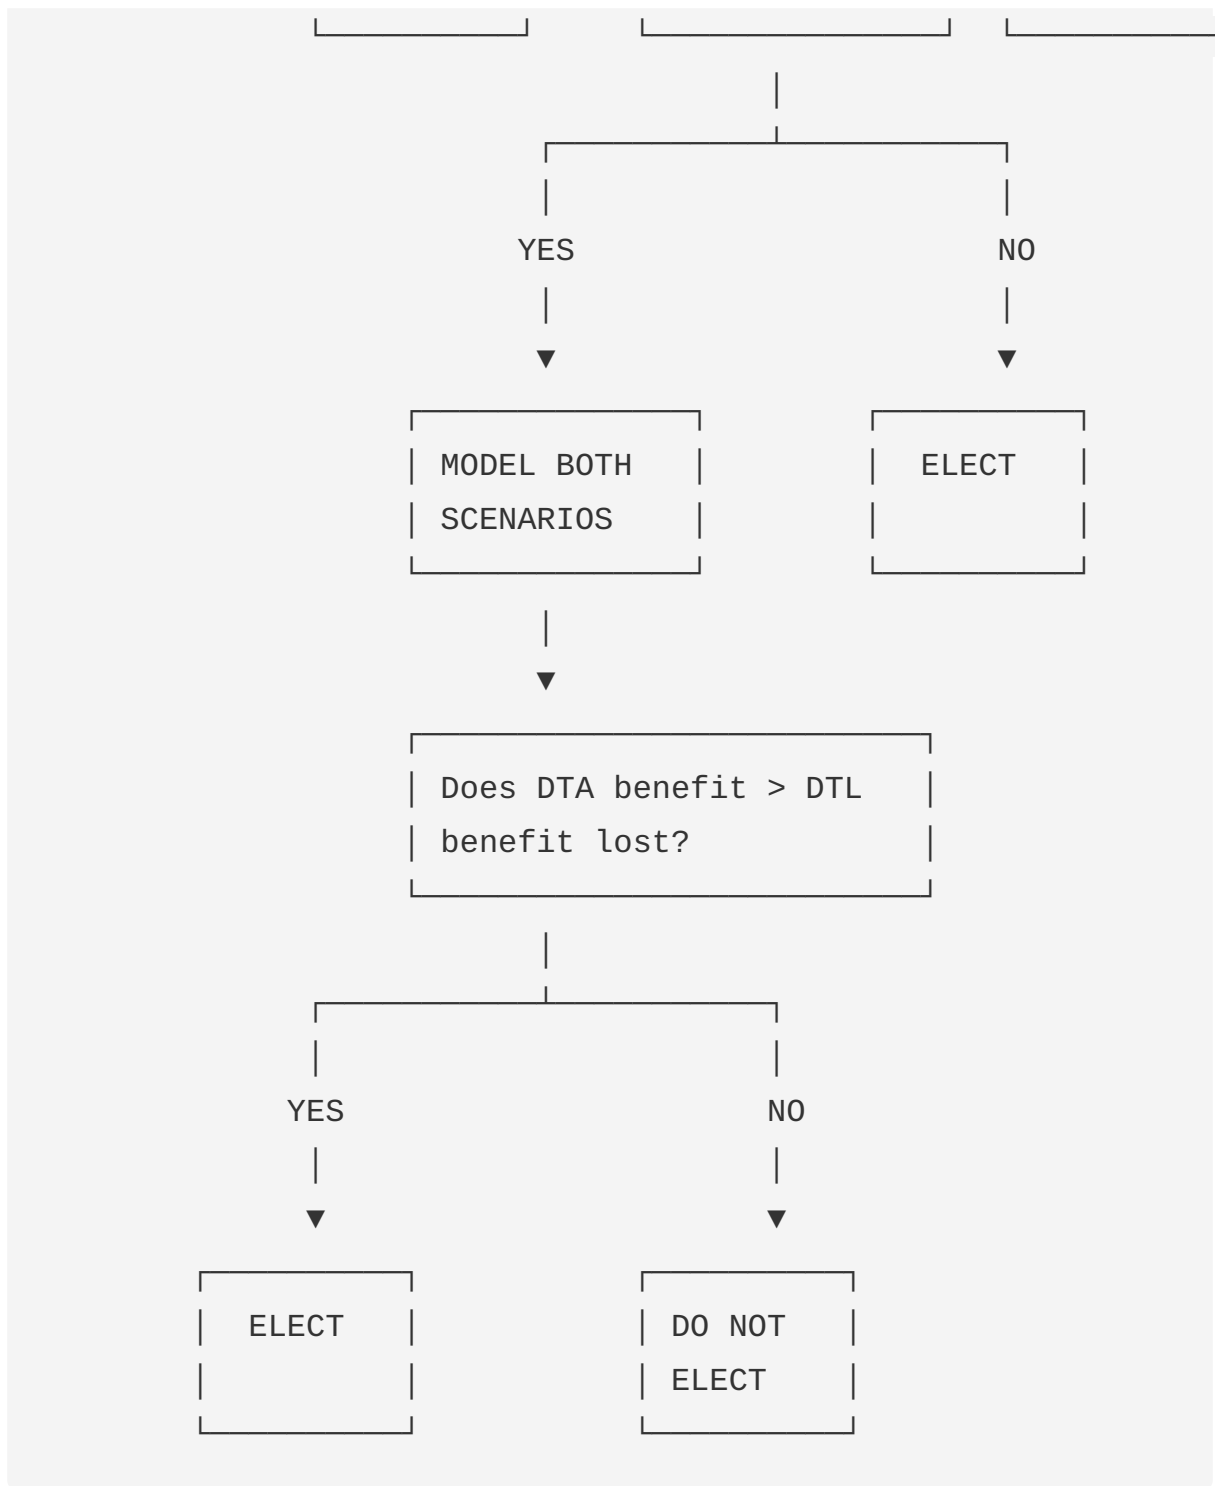 YES NO
MODEL BOTH ELECT
SCENARIOS
Does DTA benefit > DTL
benefit lost?
YES NO
ELECT DO NOT
ELECT